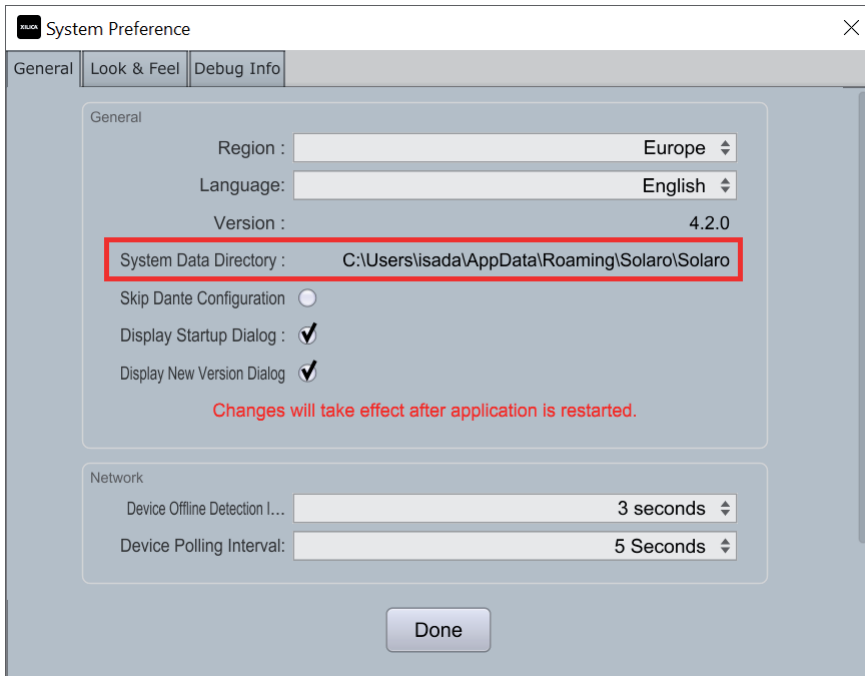 XILICA System Preference
General Look & Feel Debug Info
General
Region : Europe
Language: English
Version : 4.2.0
System Data Directory : C:\Users\isada\AppData\Roaming\Solaro\Solaro
Skip Dante Configuration
Display Startup Dialog :
Display New Version Dialog
Changes will take effect after application is restarted.
Network
Device Offline Detection I... 3 seconds
Device Polling Interval: 5 Seconds
Done